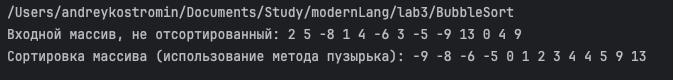 /Users/andreykostromin/Documents/Study/modernLang/lab3/BubbleSort
Входной массив, не отсортированный: 2 5 -8 1 4 -6 3 -5 -9 13 0 4 9
Сортировка массива (использование метода пузырька): -9 -8 -6 -5 0 1 2 3 4 4 5 9 13